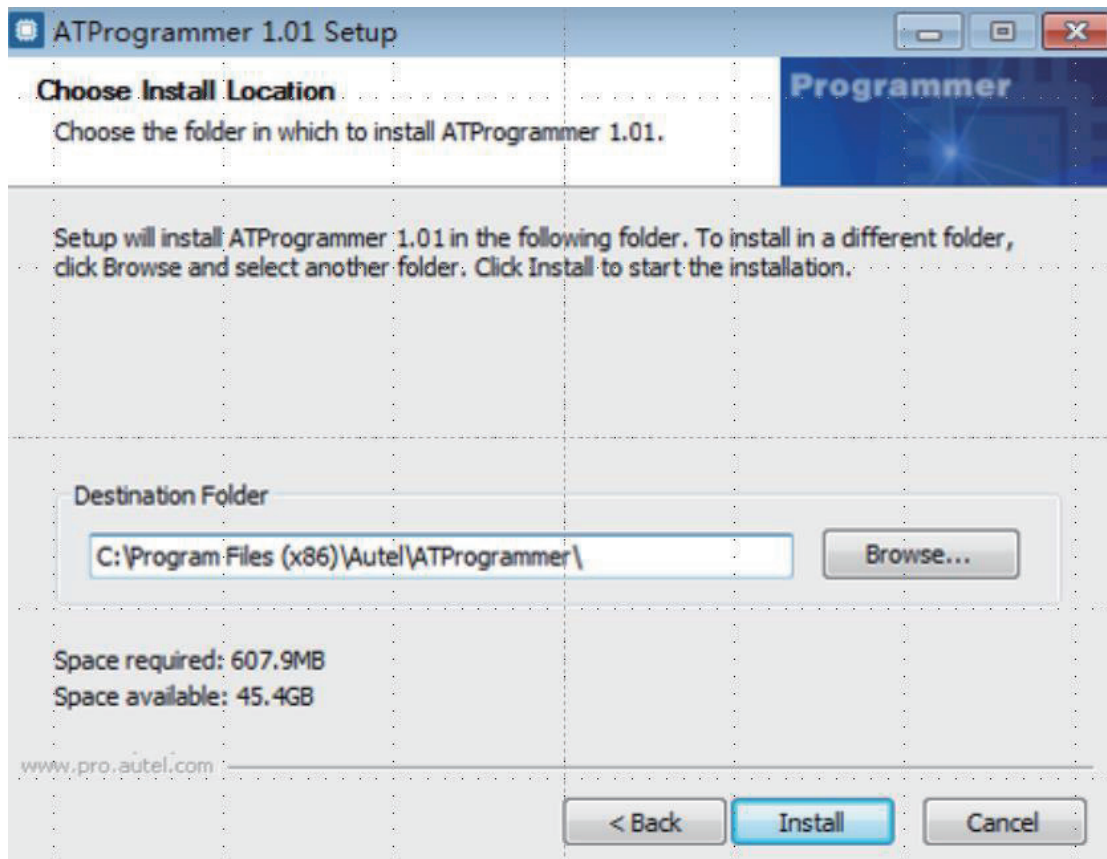 ATProgrammer 1.01 Setup
Choose Install Location
Choose the folder in which to install ATProgrammer 1.01.
Programmer
Setup will install ATProgrammer 1.01 in the following folder. To install in a different folder,
click Browse and select another folder. Click Install to start the installation.
Destination Folder
C:\Program Files (x86)\Autel\ATProgrammer\
Browse...
Space required: 607.9MB
Space available: 45.4GB
www.pro.autel.com
< Back
Install
Cancel